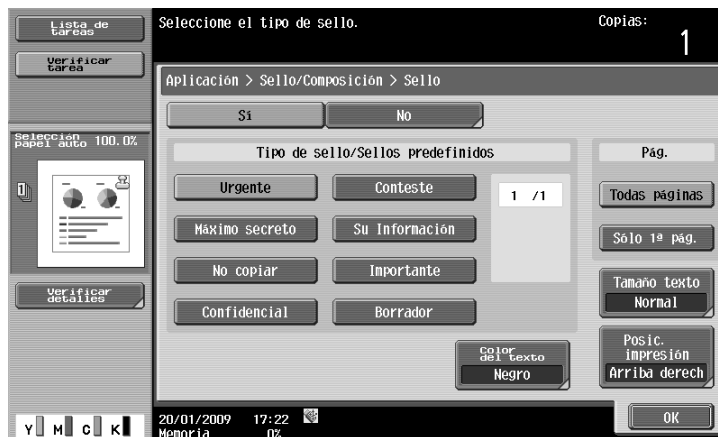 Lista de
tareas
Verificar
tarea
Seleccione el tipo de sello.
Copias:
1
Aplicación > Sello/Composición > Sello
Sí
No
Selección
papel auto 100.0%
1
Tipo de sello/Sellos predefinidos
Pág.
Urgente
Conteste
1 /1
Todas páginas
Máximo secreto
Su Información
Sólo 1ª pág.
No copiar
Importante
Tamaño texto
Normal
Verificar
detalles
Confidencial
Borrador
Color
del texto
Negro
Posic.
impresión
Arriba derech
Y M C K
20/01/2009 17:22
Memoria 0%
OK